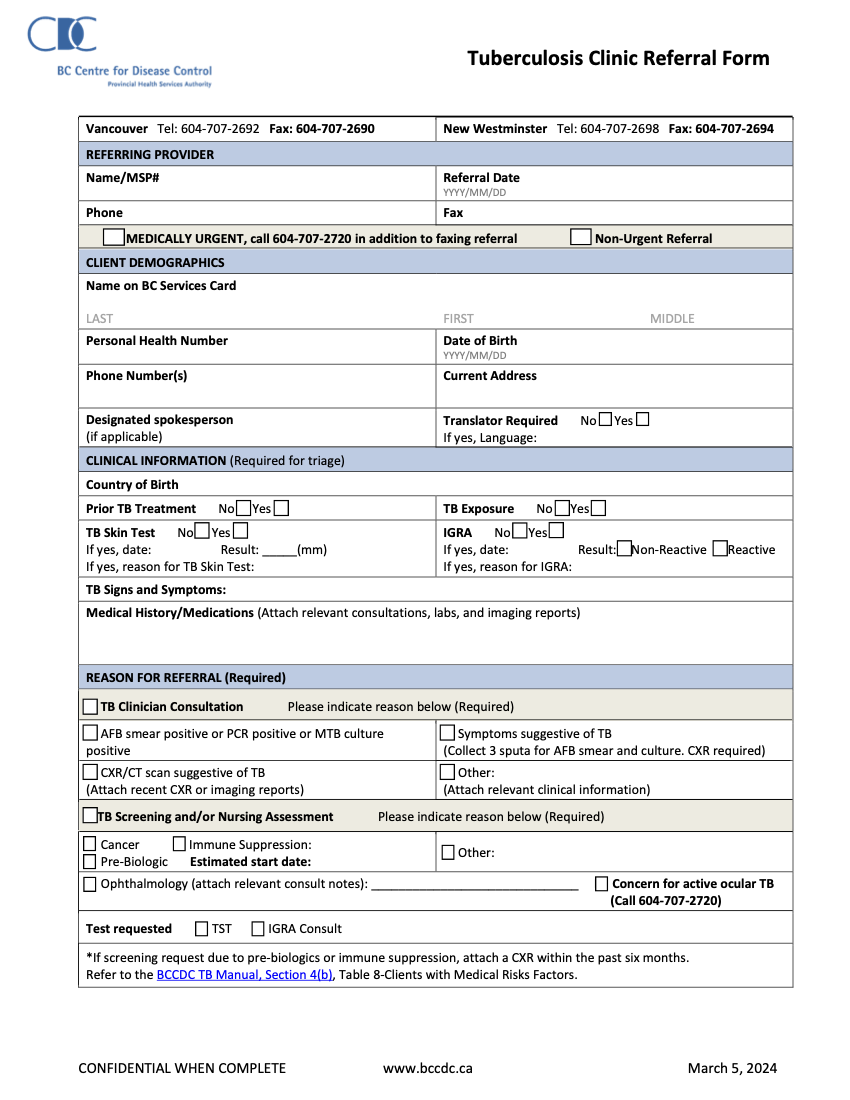 BC Centre for Disease Control
Provincial Health Services Authority
Tuberculosis Clinic Referral Form
Vancouver Tel: 604-707-2692 Fax: 604-707-2690 New Westminster Tel: 604-707-2698 Fax: 604-707-2694
REFERRING PROVIDER
Name/MSP# Referral Date
YYYY/MM/DD
Phone Fax
MEDICALLY URGENT, call 604-707-2720 in addition to faxing referral Non-Urgent Referral
CLIENT DEMOGRAPHICS
Name on BC Services Card
LAST FIRST MIDDLE
Personal Health Number Date of Birth
YYYY/MM/DD
Phone Number(s) Current Address
Designated spokesperson Translator Required No Yes
(if applicable) If yes, Language:
CLINICAL INFORMATION (Required for triage)
Country of Birth
Prior TB Treatment No Yes TB Exposure No Yes
TB Skin Test No Yes IGRA No Yes
If yes, date: Result: _____(mm) If yes, date: Result: Non-Reactive Reactive
If yes, reason for TB Skin Test: If yes, reason for IGRA:
TB Signs and Symptoms:
Medical History/Medications (Attach relevant consultations, labs, and imaging reports)
REASON FOR REFERRAL (Required)
TB Clinician Consultation Please indicate reason below (Required)
AFB smear positive or PCR positive or MTB culture Symptoms suggestive of TB
positive (Collect 3 sputa for AFB smear and culture. CXR required)
CXR/CT scan suggestive of TB Other:
(Attach recent CXR or imaging reports) (Attach relevant clinical information)
TB Screening and/or Nursing Assessment Please indicate reason below (Required)
Cancer Immune Suppression:
Other:
Pre-Biologic Estimated start date:
Ophthalmology (attach relevant consult notes): ______________________________ Concern for active ocular TB
(Call 604-707-2720)
Test requested TST IGRA Consult
*If screening request due to pre-biologics or immune suppression, attach a CXR within the past six months.
Refer to the BCCDC TB Manual, Section 4(b), Table 8-Clients with Medical Risks Factors.
CONFIDENTIAL WHEN COMPLETE www.bccdc.ca March 5, 2024